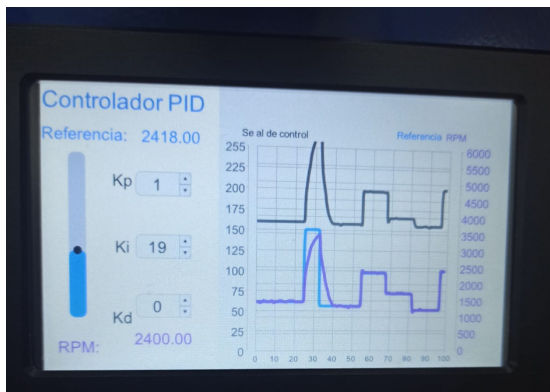 Controlador PID
Referencia: 2418.00
Kp 1
Ki 19
Kd 0
RPM: 2400.00
Se al de control
Referencia RPM
255
225
200
175
150
125
100
75
50
25
0
6000
5500
5000
4500
4000
3500
3000
2500
2000
1500
1000
500
0
0 10 20 30 40 50 60 70 80 90 100